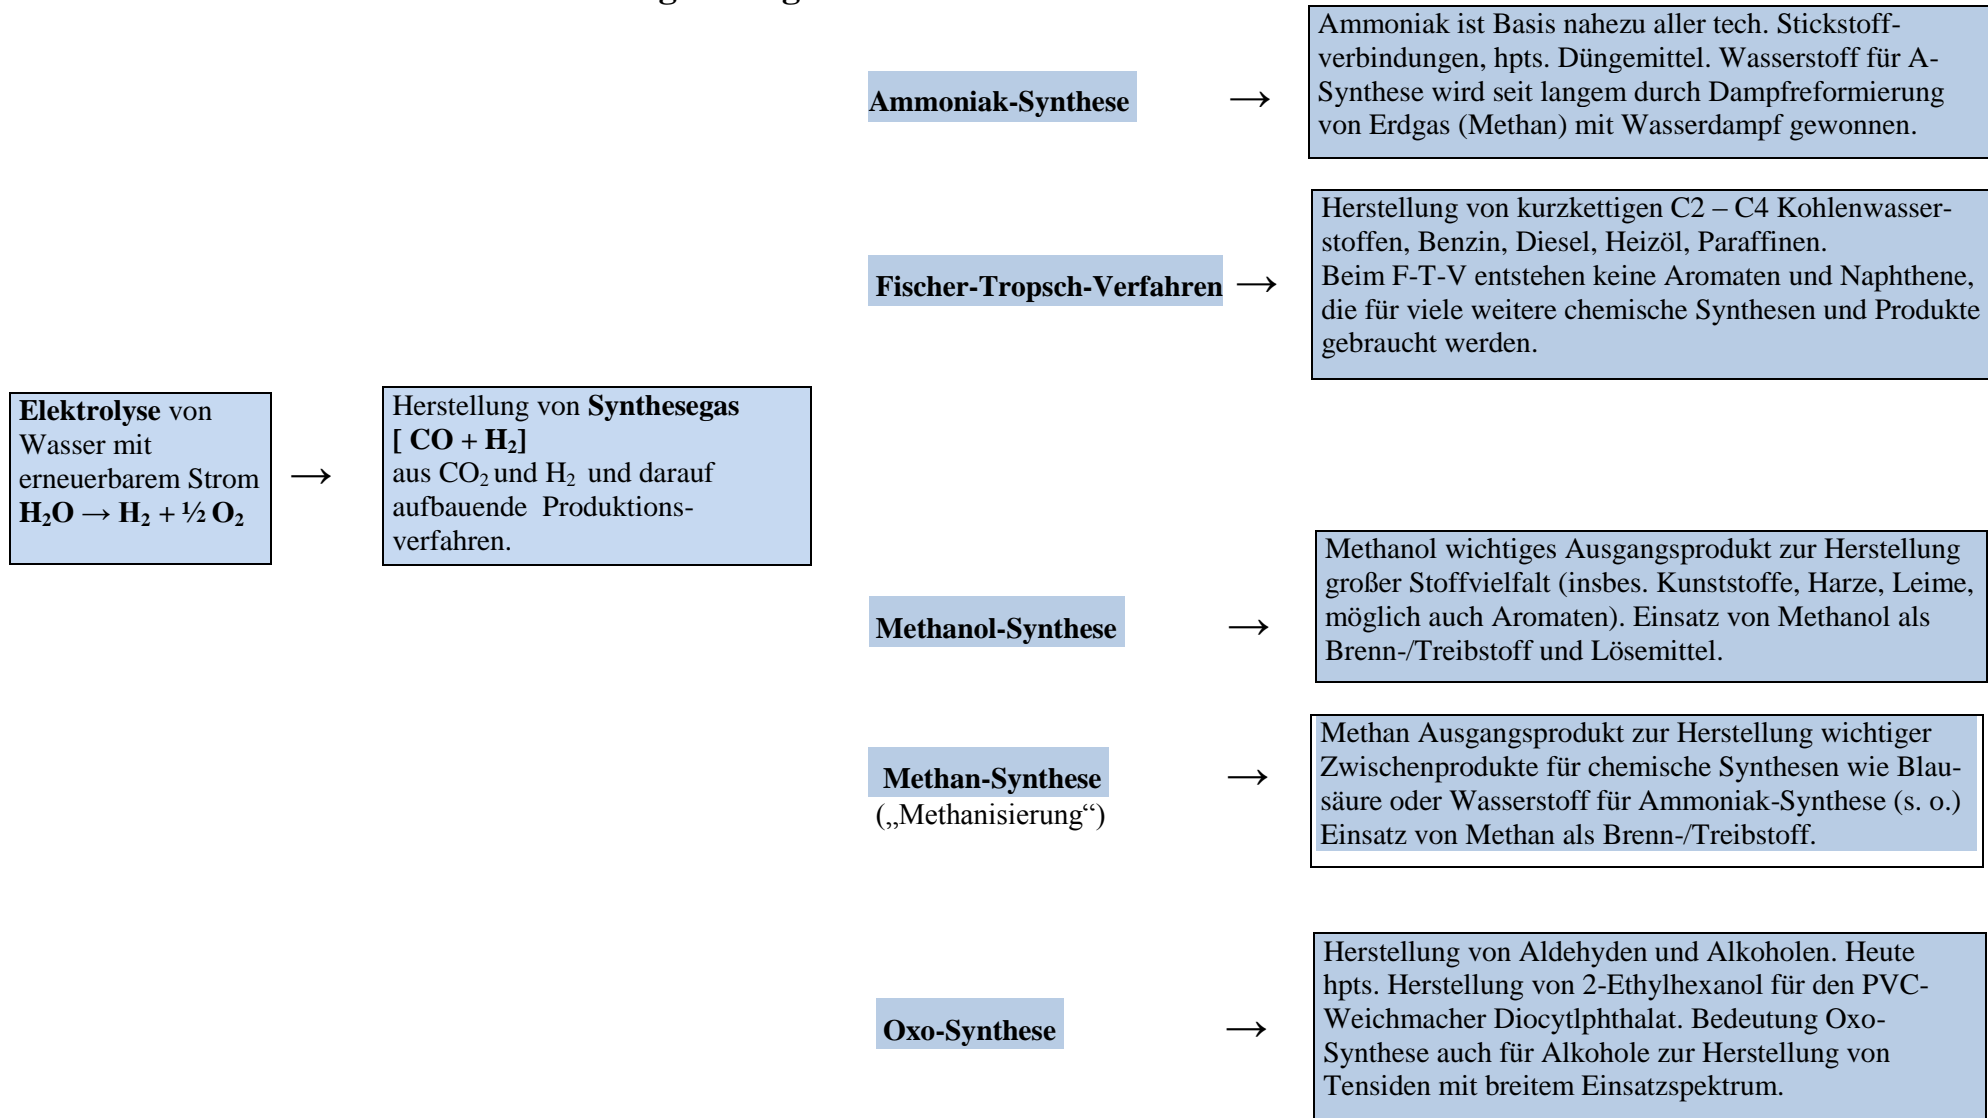 Ammoniak-Synthese →
Ammoniak ist Basis nahezu aller tech. Stickstoff-
verbindungen, hpts. Düngemittel. Wasserstoff für A-
Synthese wird seit langem durch Dampfreformierung
von Erdgas (Methan) mit Wasserdampf gewonnen.
Fischer-Tropsch-Verfahren →
Herstellung von kurzkettigen C2 – C4 Kohlenwasser-
stoffen, Benzin, Diesel, Heizöl, Paraffinen.
Beim F-T-V entstehen keine Aromaten und Naphthene,
die für viele weitere chemische Synthesen und Produkte
gebraucht werden.
Elektrolyse von
Wasser mit
erneuerbarem Strom
H₂O → H₂ + ½ O₂
→
Herstellung von Synthesegas
[ CO + H₂]
aus CO₂ und H₂ und darauf
aufbauende Produktions-
verfahren.
Methanol-Synthese →
Methanol wichtiges Ausgangsprodukt zur Herstellung
großer Stoffvielfalt (insbes. Kunststoffe, Harze, Leime,
möglich auch Aromaten). Einsatz von Methanol als
Brenn-/Treibstoff und Lösemittel.
Methan-Synthese →
(„Methanisierung“)
Methan Ausgangsprodukt zur Herstellung wichtiger
Zwischenprodukte für chemische Synthesen wie Blau-
säure oder Wasserstoff für Ammoniak-Synthese (s. o.)
Einsatz von Methan als Brenn-/Treibstoff.
Oxo-Synthese →
Herstellung von Aldehyden und Alkoholen. Heute
hpts. Herstellung von 2-Ethylhexanol für den PVC-
Weichmacher Diocytlphthalat. Bedeutung Oxo-
Synthese auch für Alkohole zur Herstellung von
Tensiden mit breitem Einsatzspektrum.